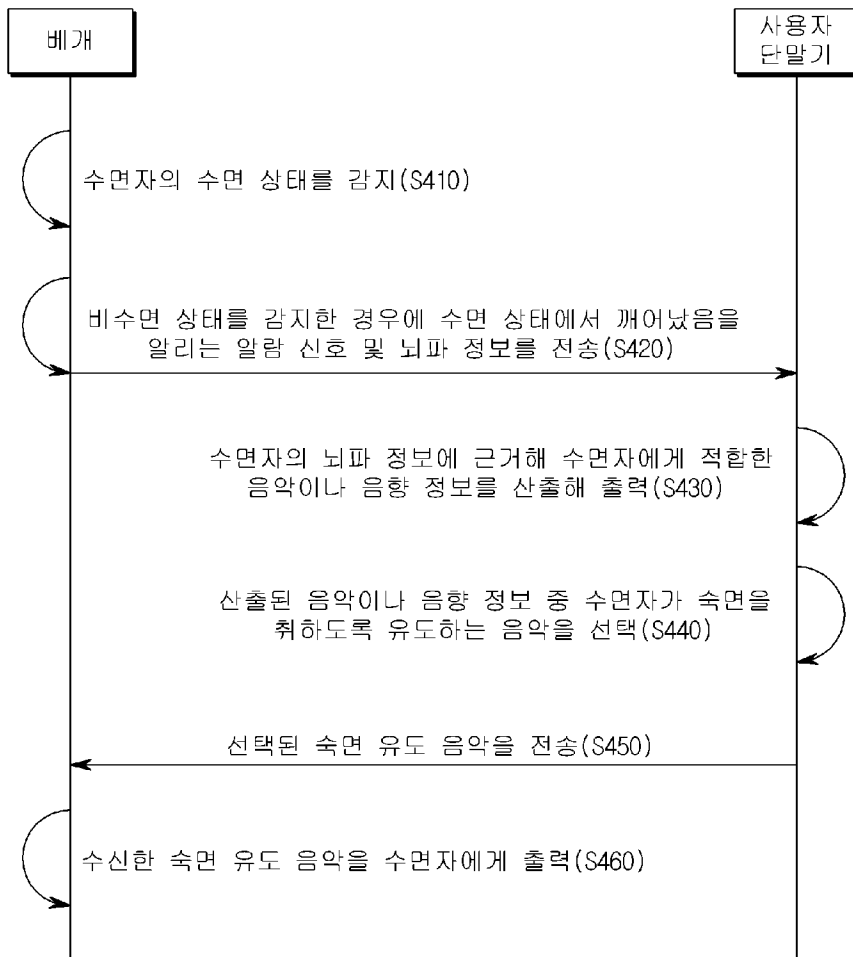 베개
사용자
단말기
수면자의 수면 상태를 감지(S410)
비수면 상태를 감지한 경우에 수면 상태에서 깨어났음을
알리는 알람 신호 및 뇌파 정보를 전송(S420)
수면자의 뇌파 정보에 근거해 수면자에게 적합한
음악이나 음향 정보를 산출해 출력(S430)
산출된 음악이나 음향 정보 중 수면자가 숙면을
취하도록 유도하는 음악을 선택(S440)
선택된 숙면 유도 음악을 전송(S450)
수신한 숙면 유도 음악을 수면자에게 출력(S460)